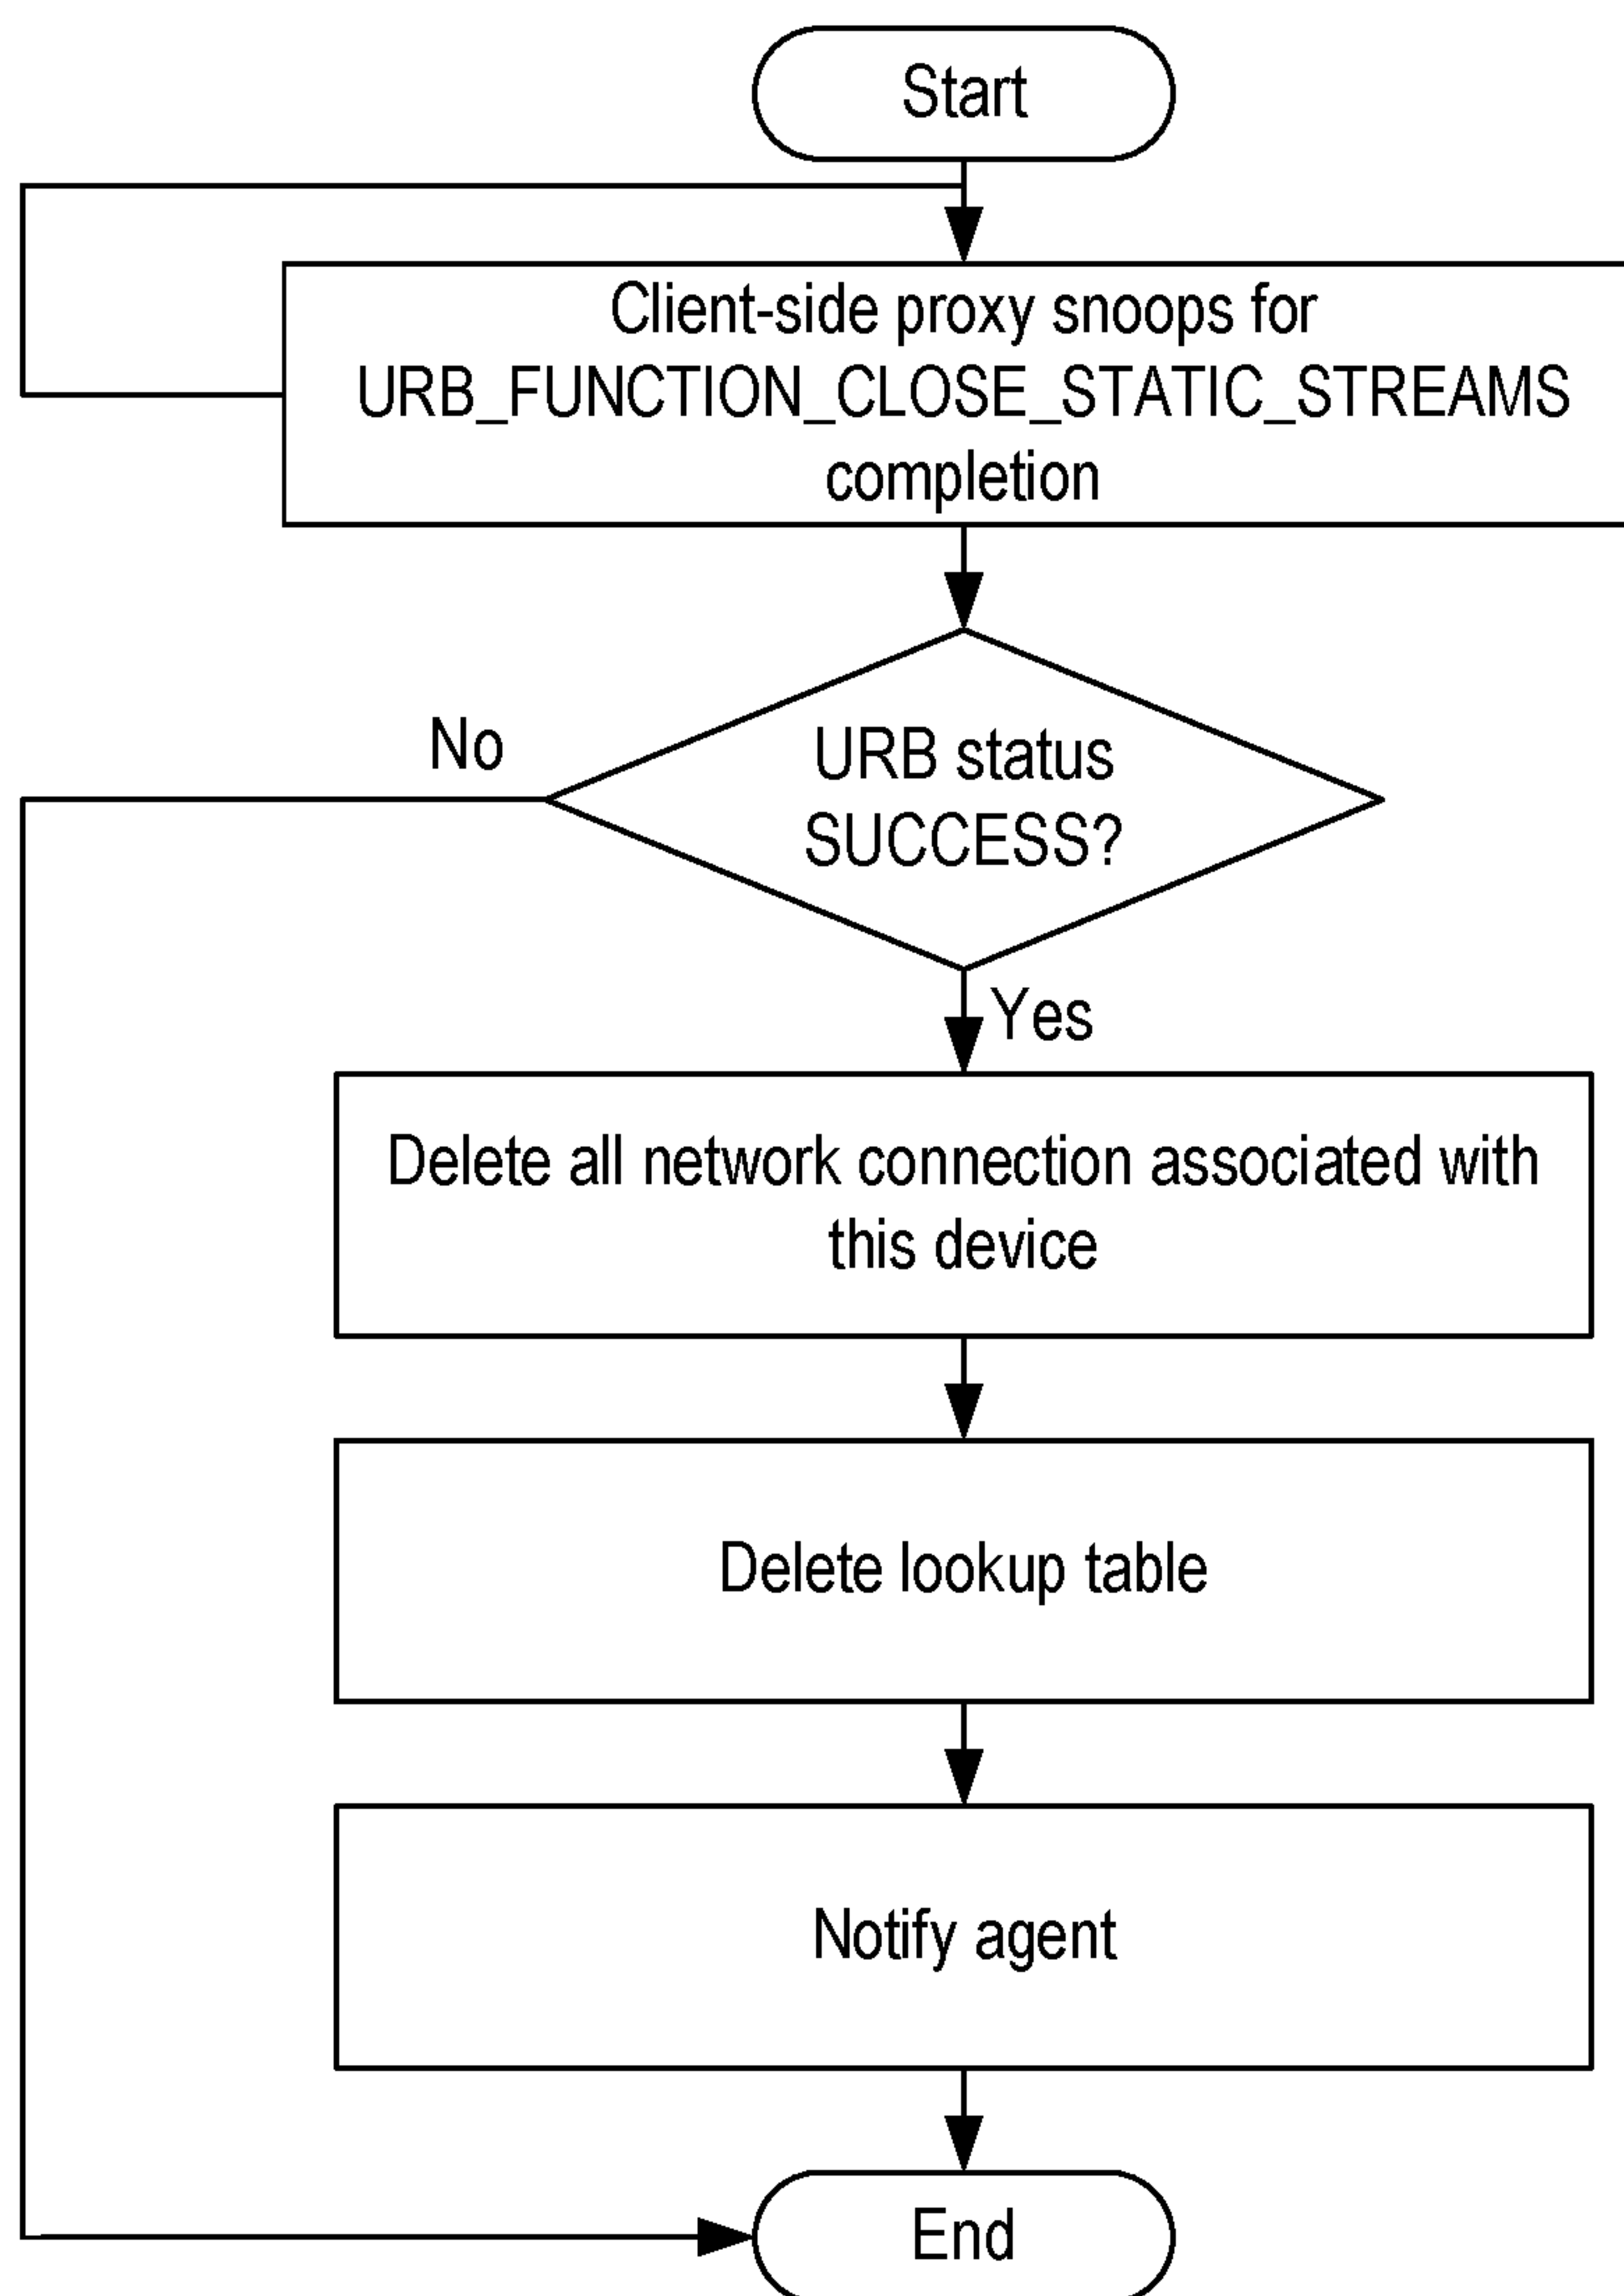 Start
Client-side proxy snoops for
URB_FUNCTION_CLOSE_STATIC_STREAMS
completion
No
URB status
SUCCESS?
Yes
Delete all network connection associated with
this device
Delete lookup table
Notify agent
End